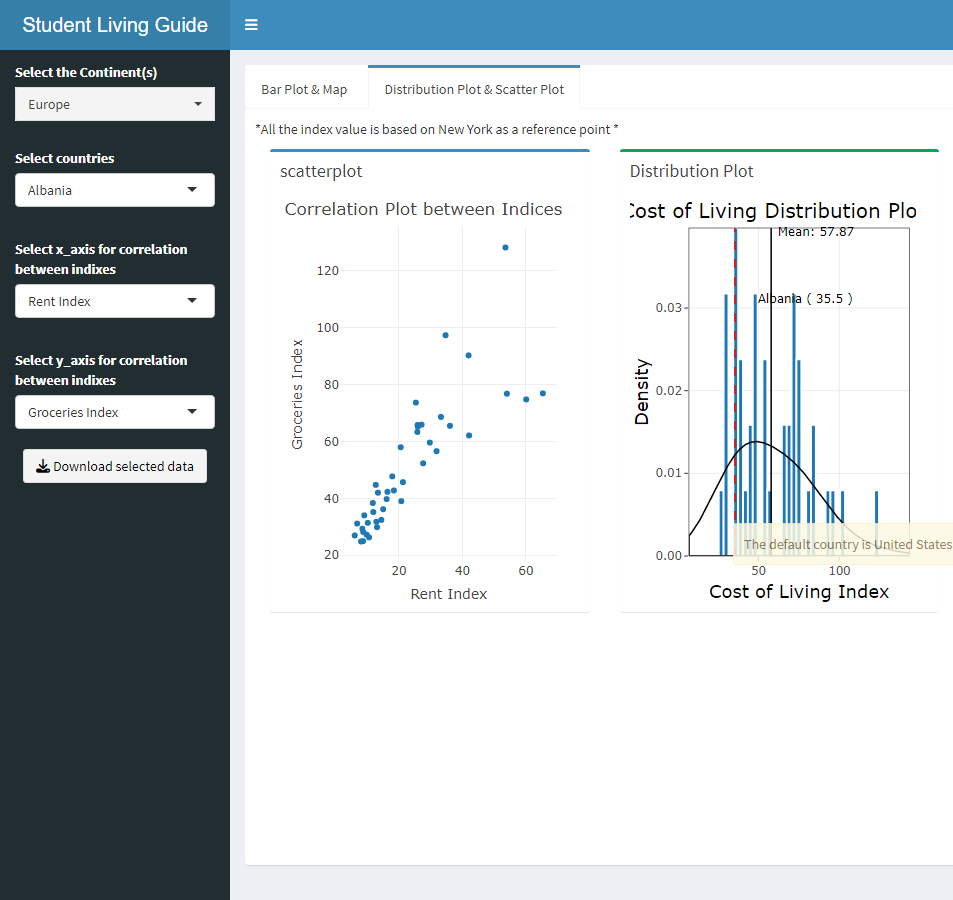 Student Living Guide
Select the Continent(s)
Europe
Select countries
Albania
Select x_axis for correlation
between indixes
Rent Index
Select y_axis for correlation
between indixes
Groceries Index
Download selected data
Bar Plot & Map
Distribution Plot & Scatter Plot
*All the index value is based on New York as a reference point *
scatterplot
Correlation Plot between Indices
120
100
80
60
40
20
Groceries Index
20 40 60
Rent Index
Distribution Plot
Cost of Living Distribution Plo
Mean: 57.87
Albania ( 35.5 )
0.03
0.02
0.01
0.00
Density
The default country is United States
50 100
Cost of Living Index